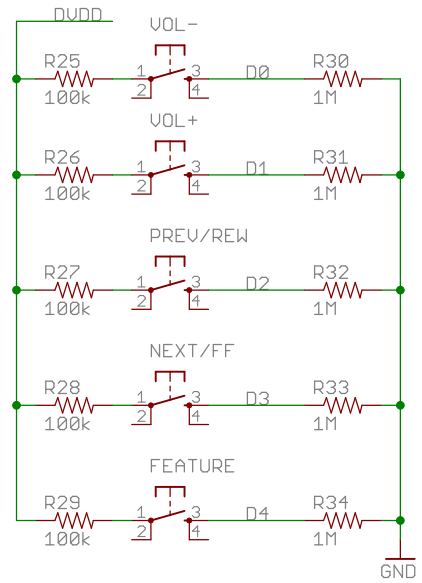 DVDD
VOL-
R25 1 3 D0 R30
100k 2 4 1M
VOL+
R26 1 3 D1 R31
100k 2 4 1M
PREV/REW
R27 1 3 D2 R32
100k 2 4 1M
NEXT/FF
R28 1 3 D3 R33
100k 2 4 1M
FEATURE
R29 1 3 D4 R34
100k 2 4 1M
GND